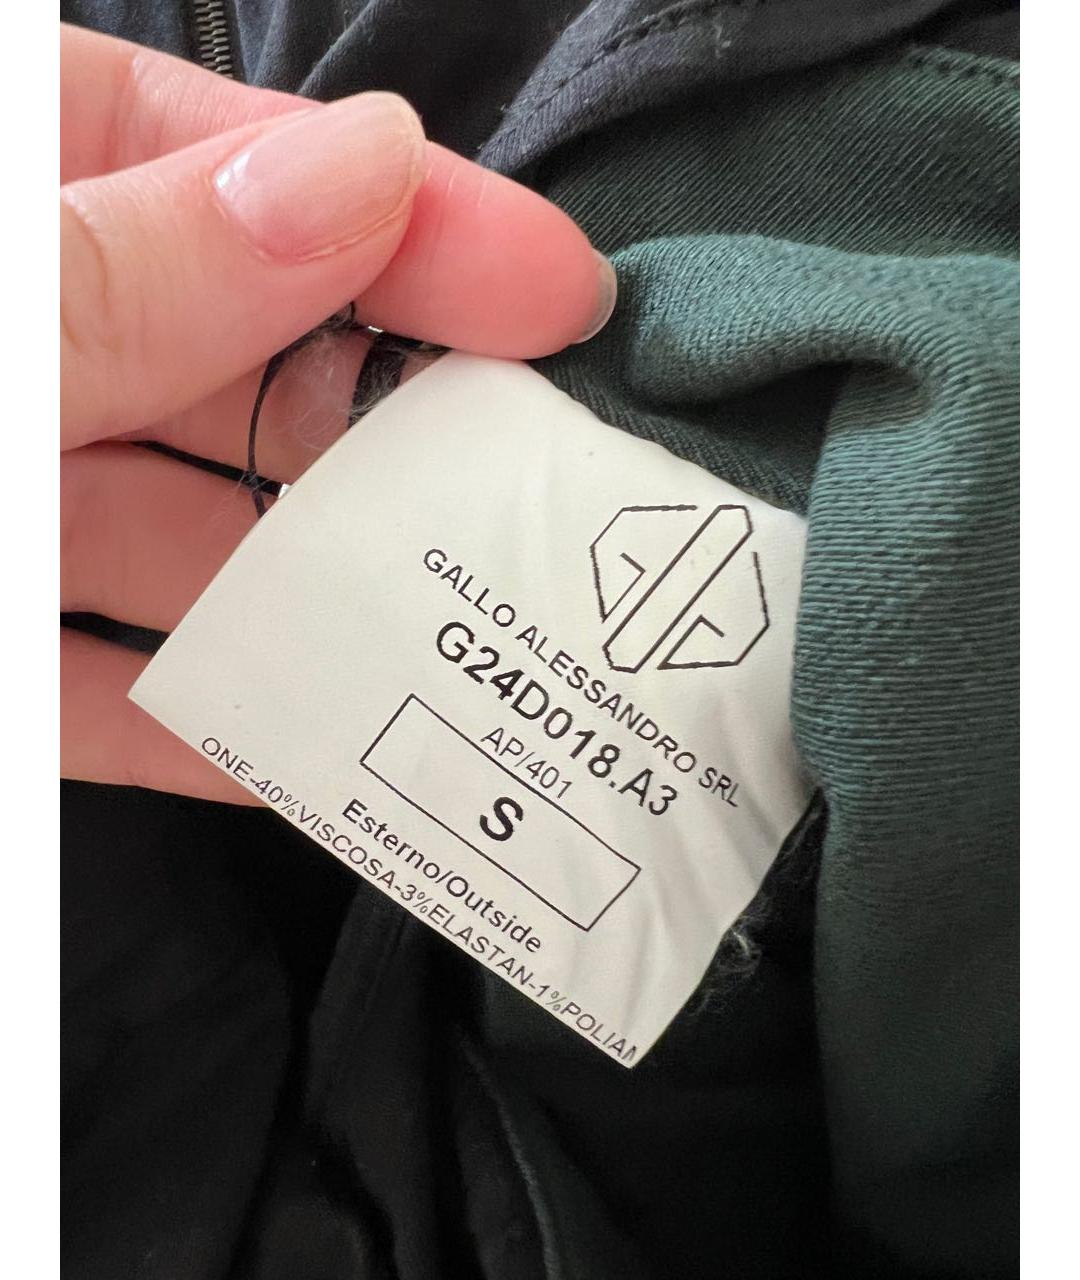 GALLO ALESSANDRO SRL
G24D018.A3
AP/401
S
Esterno/Outside
ONE-40%VISCOSA-3%ELASTAN-1%POLIAM